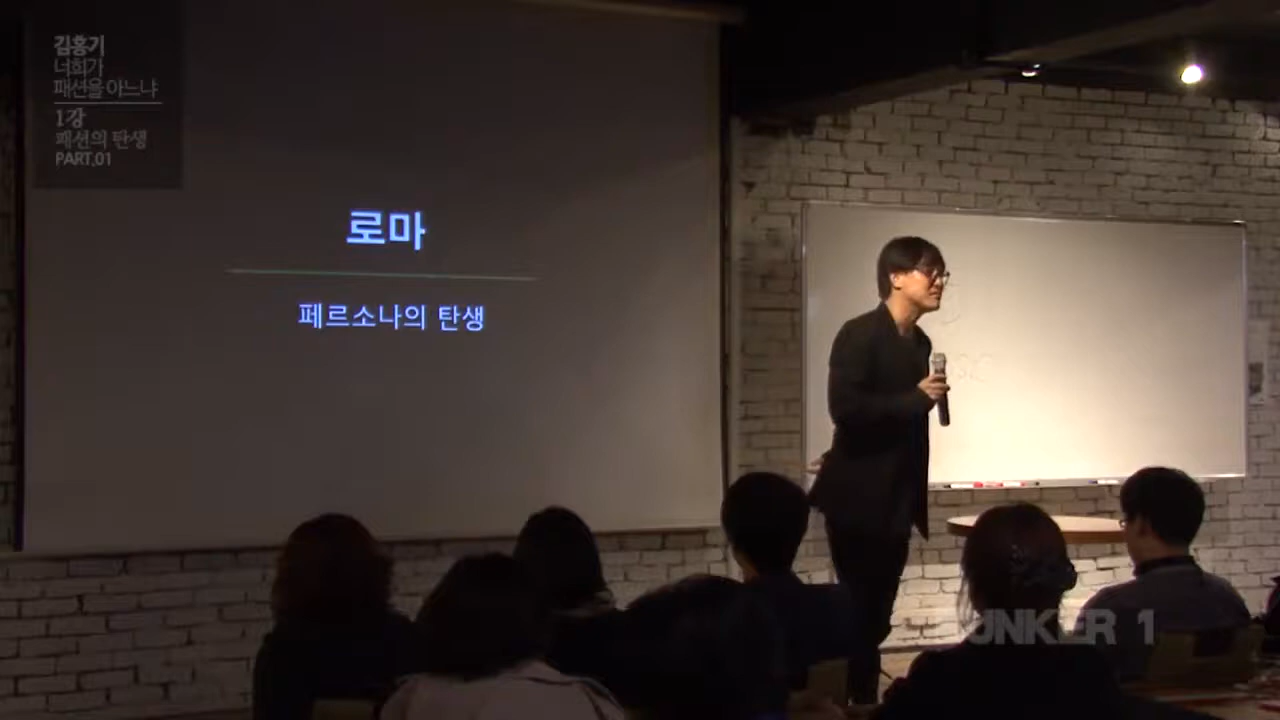 김홍기
너희가
패션을 아느냐
1강
패션의 탄생
PART.01
로마
페르소나의 탄생
BUNKER 1